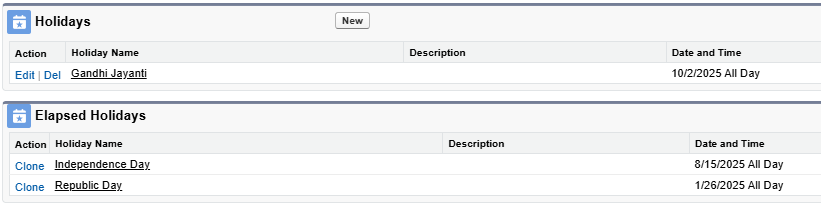 Holidays New
Action Holiday Name Description Date and Time
Edit | Del Gandhi Jayanti 10/2/2025 All Day
Elapsed Holidays
Action Holiday Name Description Date and Time
Clone Independence Day 8/15/2025 All Day
Clone Republic Day 1/26/2025 All Day